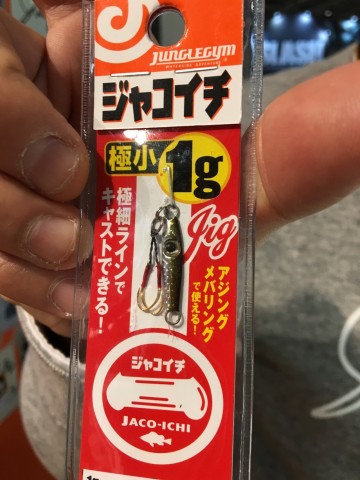 JUNGLEGYM
WATERSIDE ADVENTURE
ジャコイチ
極小
1g
Jig
極細ラインで
キャストできる!
アジング
メバリング
で使える!
ジャコイチ
JACO-ICHI